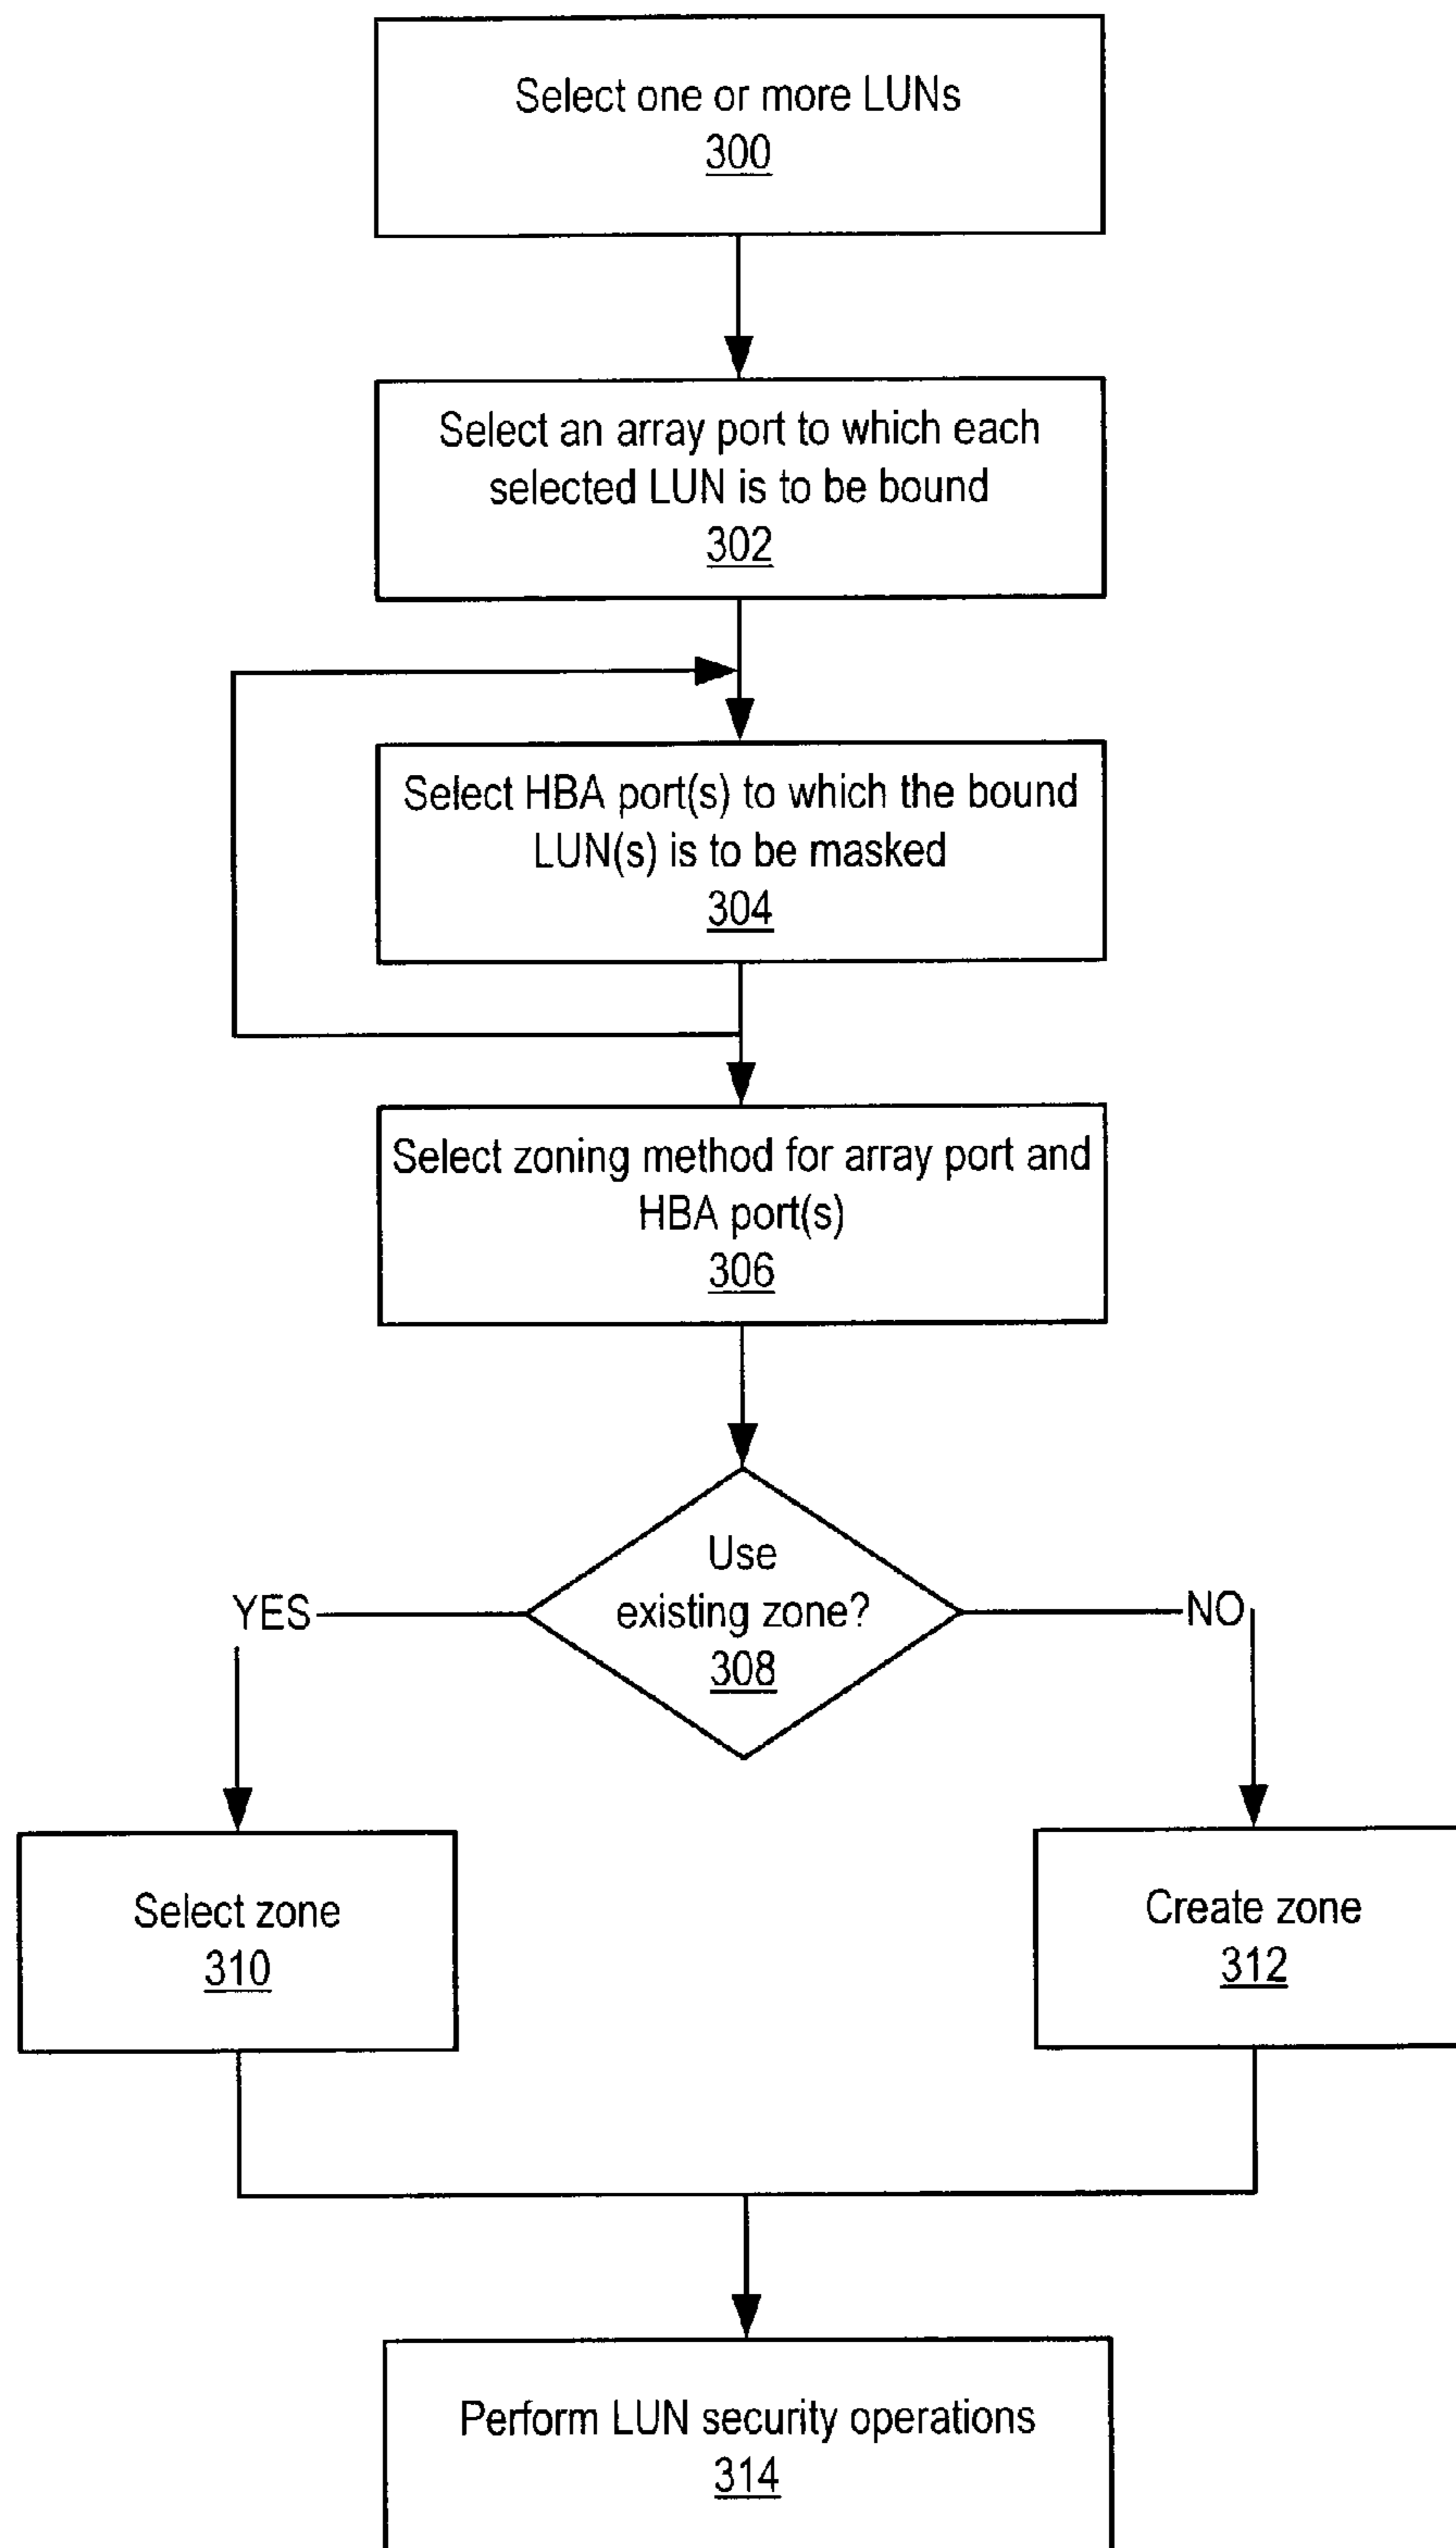 Select one or more LUNs
300
Select an array port to which each
selected LUN is to be bound
302
Select HBA port(s) to which the bound
LUN(s) is to be masked
304
Select zoning method for array port and
HBA port(s)
306
Use
existing zone?
308
YES
NO
Select zone
310
Create zone
312
Perform LUN security operations
314